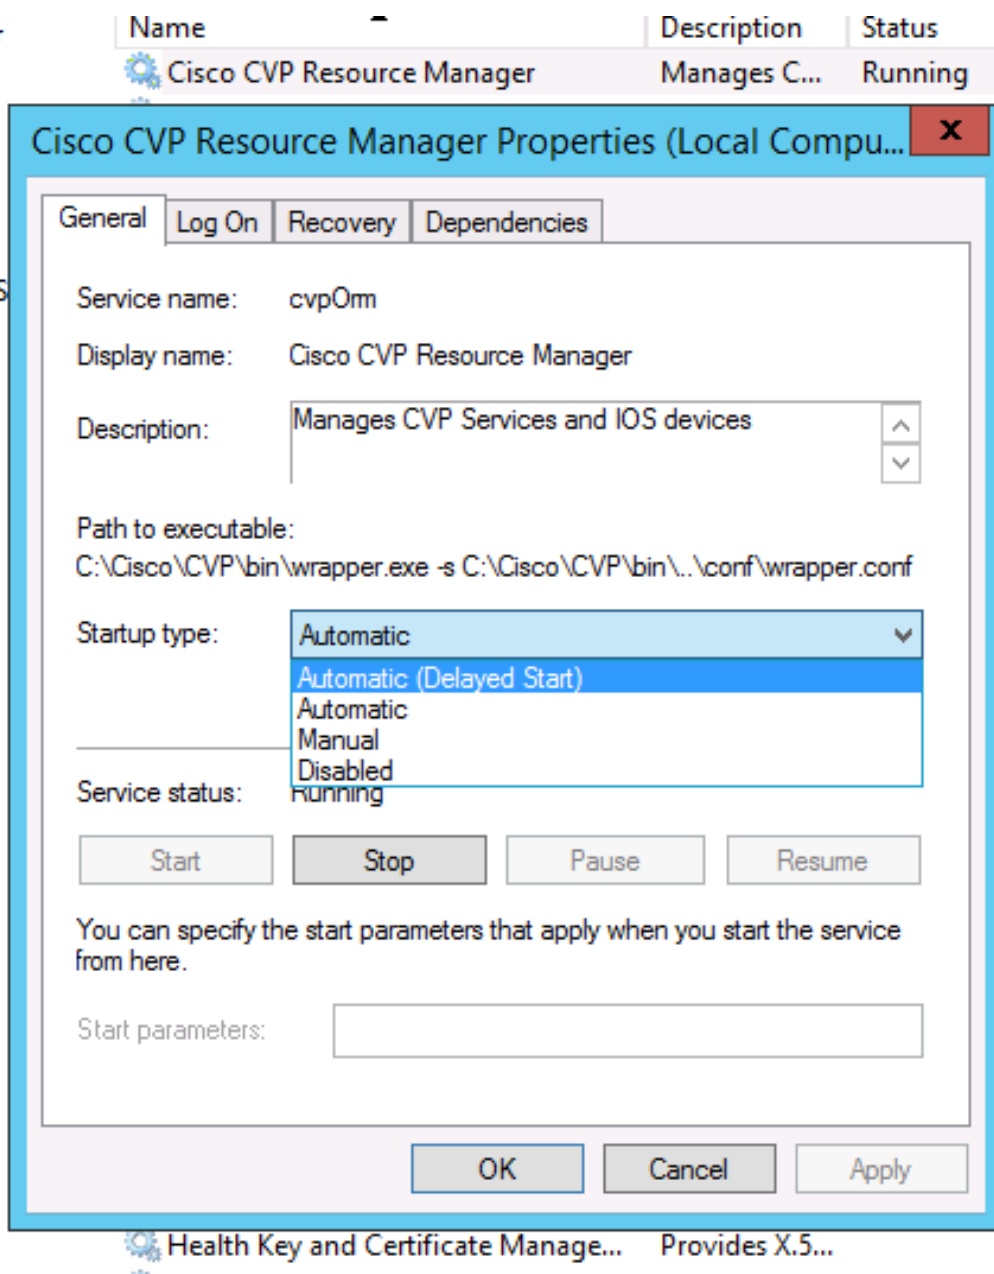 Name Description Status
Cisco CVP Resource Manager Manages C... Running
Cisco CVP Resource Manager Properties (Local Compu... x
General Log On Recovery Dependencies
Service name: cvpOrm
Display name: Cisco CVP Resource Manager
Description: Manages CVP Services and IOS devices
Path to executable:
C:\Cisco\CVP\bin\wrapper.exe -s C:\Cisco\CVP\bin\..\conf\wrapper.conf
Startup type: Automatic
Automatic (Delayed Start)
Automatic
Manual
Disabled
Service status: Running
Start Stop Pause Resume
You can specify the start parameters that apply when you start the service
from here.
Start parameters:
OK Cancel Apply
Health Key and Certificate Manage... Provides X.5...